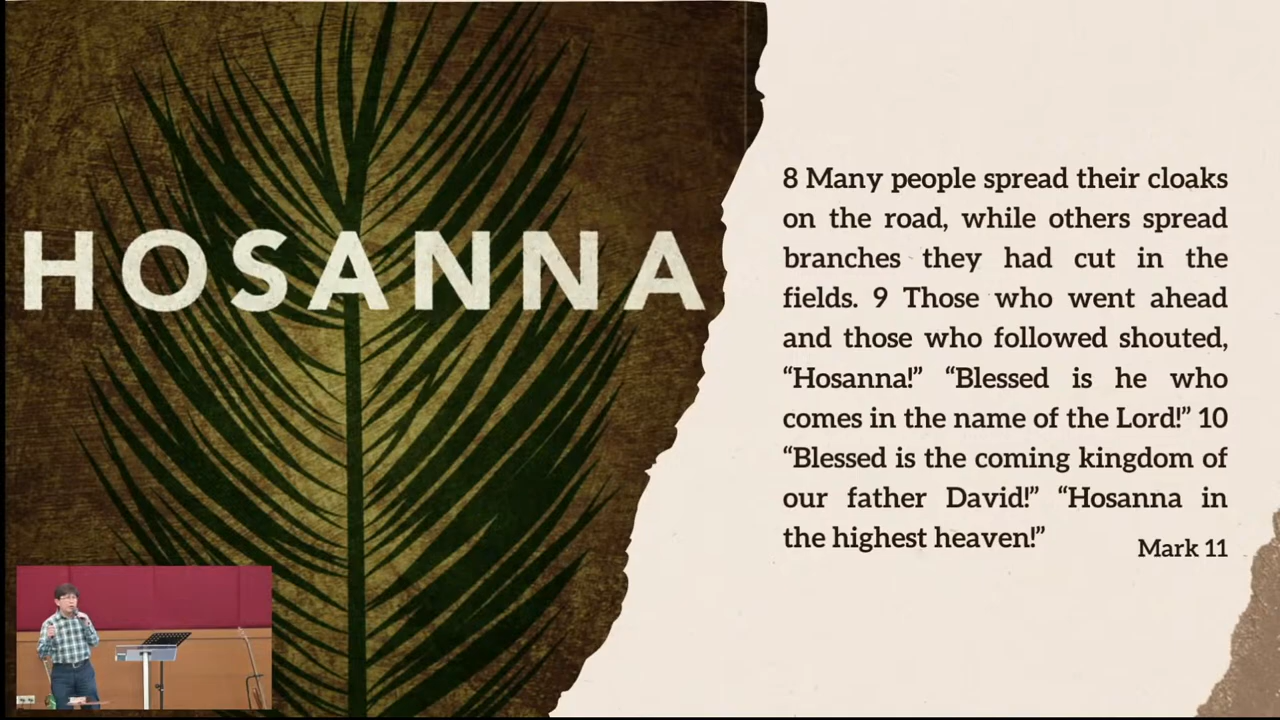 HOSANNA
8 Many people spread their cloaks
on the road, while others spread
branches they had cut in the
fields. 9 Those who went ahead
and those who followed shouted,
“Hosanna!” “Blessed is he who
comes in the name of the Lord!” 10
“Blessed is the coming kingdom of
our father David!” “Hosanna in
the highest heaven!”
Mark 11